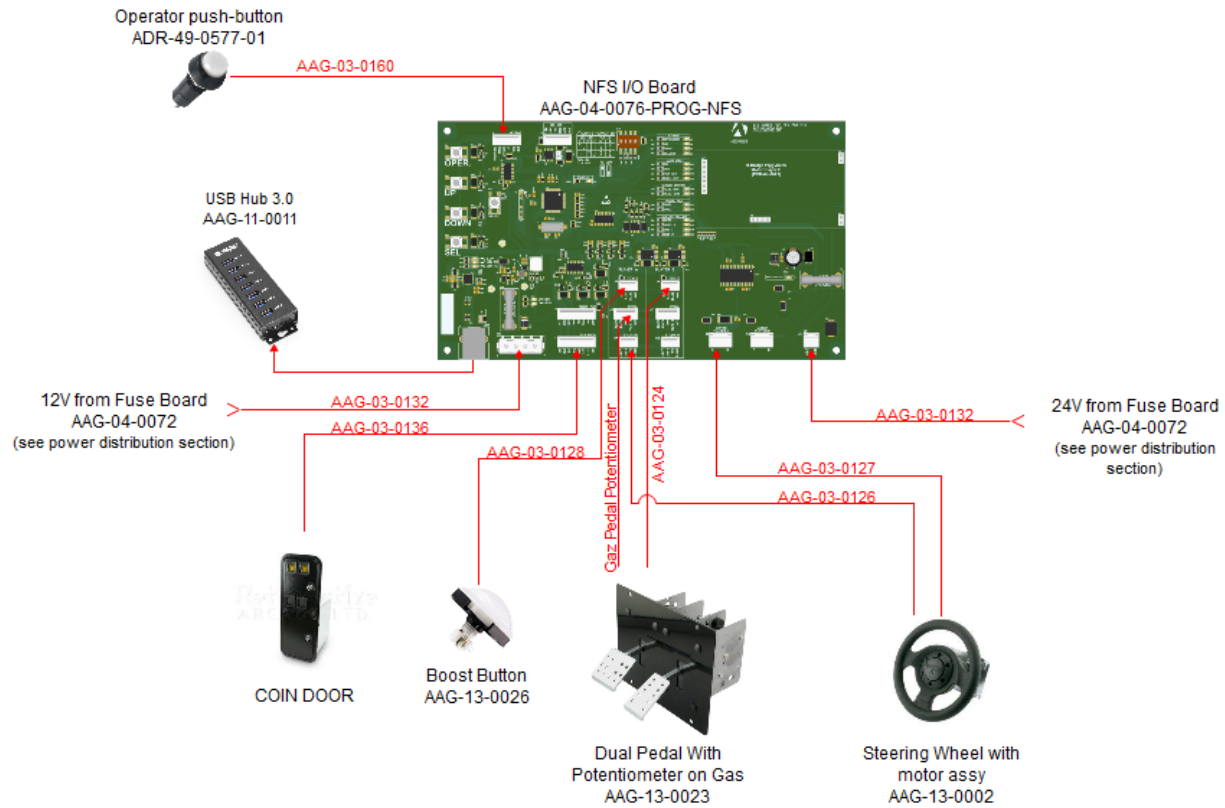 Operator push-button
ADR-49-0577-01
AAG-03-0160
NFS I/O Board
AAG-04-0076-PROG-NFS
OPER.
UP
DOWN
SEL
USB Hub 3.0
AAG-11-0011
12V from Fuse Board
AAG-04-0072
(see power distribution section)
AAG-03-0132
AAG-03-0136
AAG-03-0128
Gaz Pedal Potentiometer
AAG-03-0124
AAG-03-0132
24V from Fuse Board
AAG-04-0072
(see power distribution
section)
AAG-03-0127
AAG-03-0126
COIN DOOR
Boost Button
AAG-13-0026
Dual Pedal With
Potentiometer on Gas
AAG-13-0023
Steering Wheel with
motor assy
AAG-13-0002